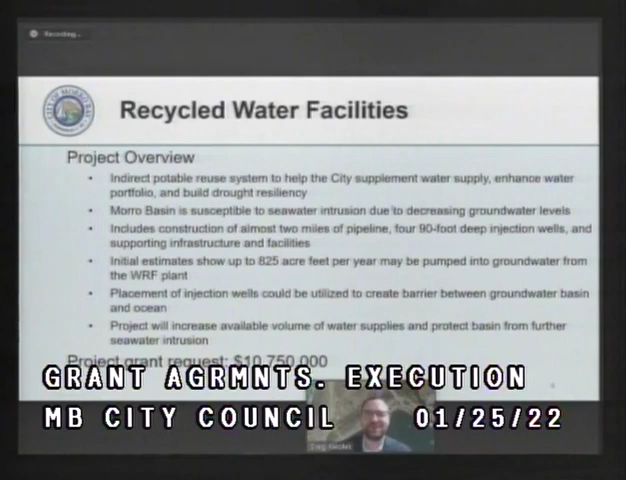 Recording...
CITY OF MORRO BAY
Recycled Water Facilities
Project Overview
• Indirect potable reuse system to help the City supplement water supply, enhance water
portfolio, and build drought resiliency
• Morro Basin is susceptible to seawater intrusion due to decreasing groundwater levels
• Includes construction of almost two miles of pipeline, four 90-foot deep injection wells, and
supporting infrastructure and facilities
• Initial estimates show up to 825 acre feet per year may be pumped into groundwater from
the WRF plant
• Placement of injection wells could be utilized to create barrier between groundwater basin
and ocean
• Project will increase available volume of water supplies and protect basin from further
seawater intrusion
Project grant request: $10,750,000
GRANT AGRMNTS. EXECUTION
MB CITY COUNCIL 01/25/22